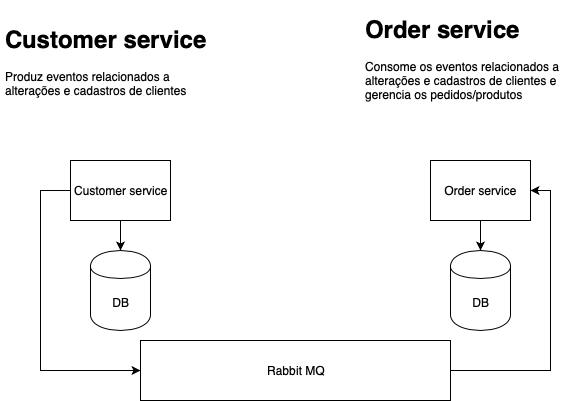 Customer service
Produz eventos relacionados a
alterações e cadastros de clientes
Order service
Consome os eventos relacionados a
alterações e cadastros de clientes e
gerencia os pedidos/produtos
Customer service
Order service
DB
DB
Rabbit MQ